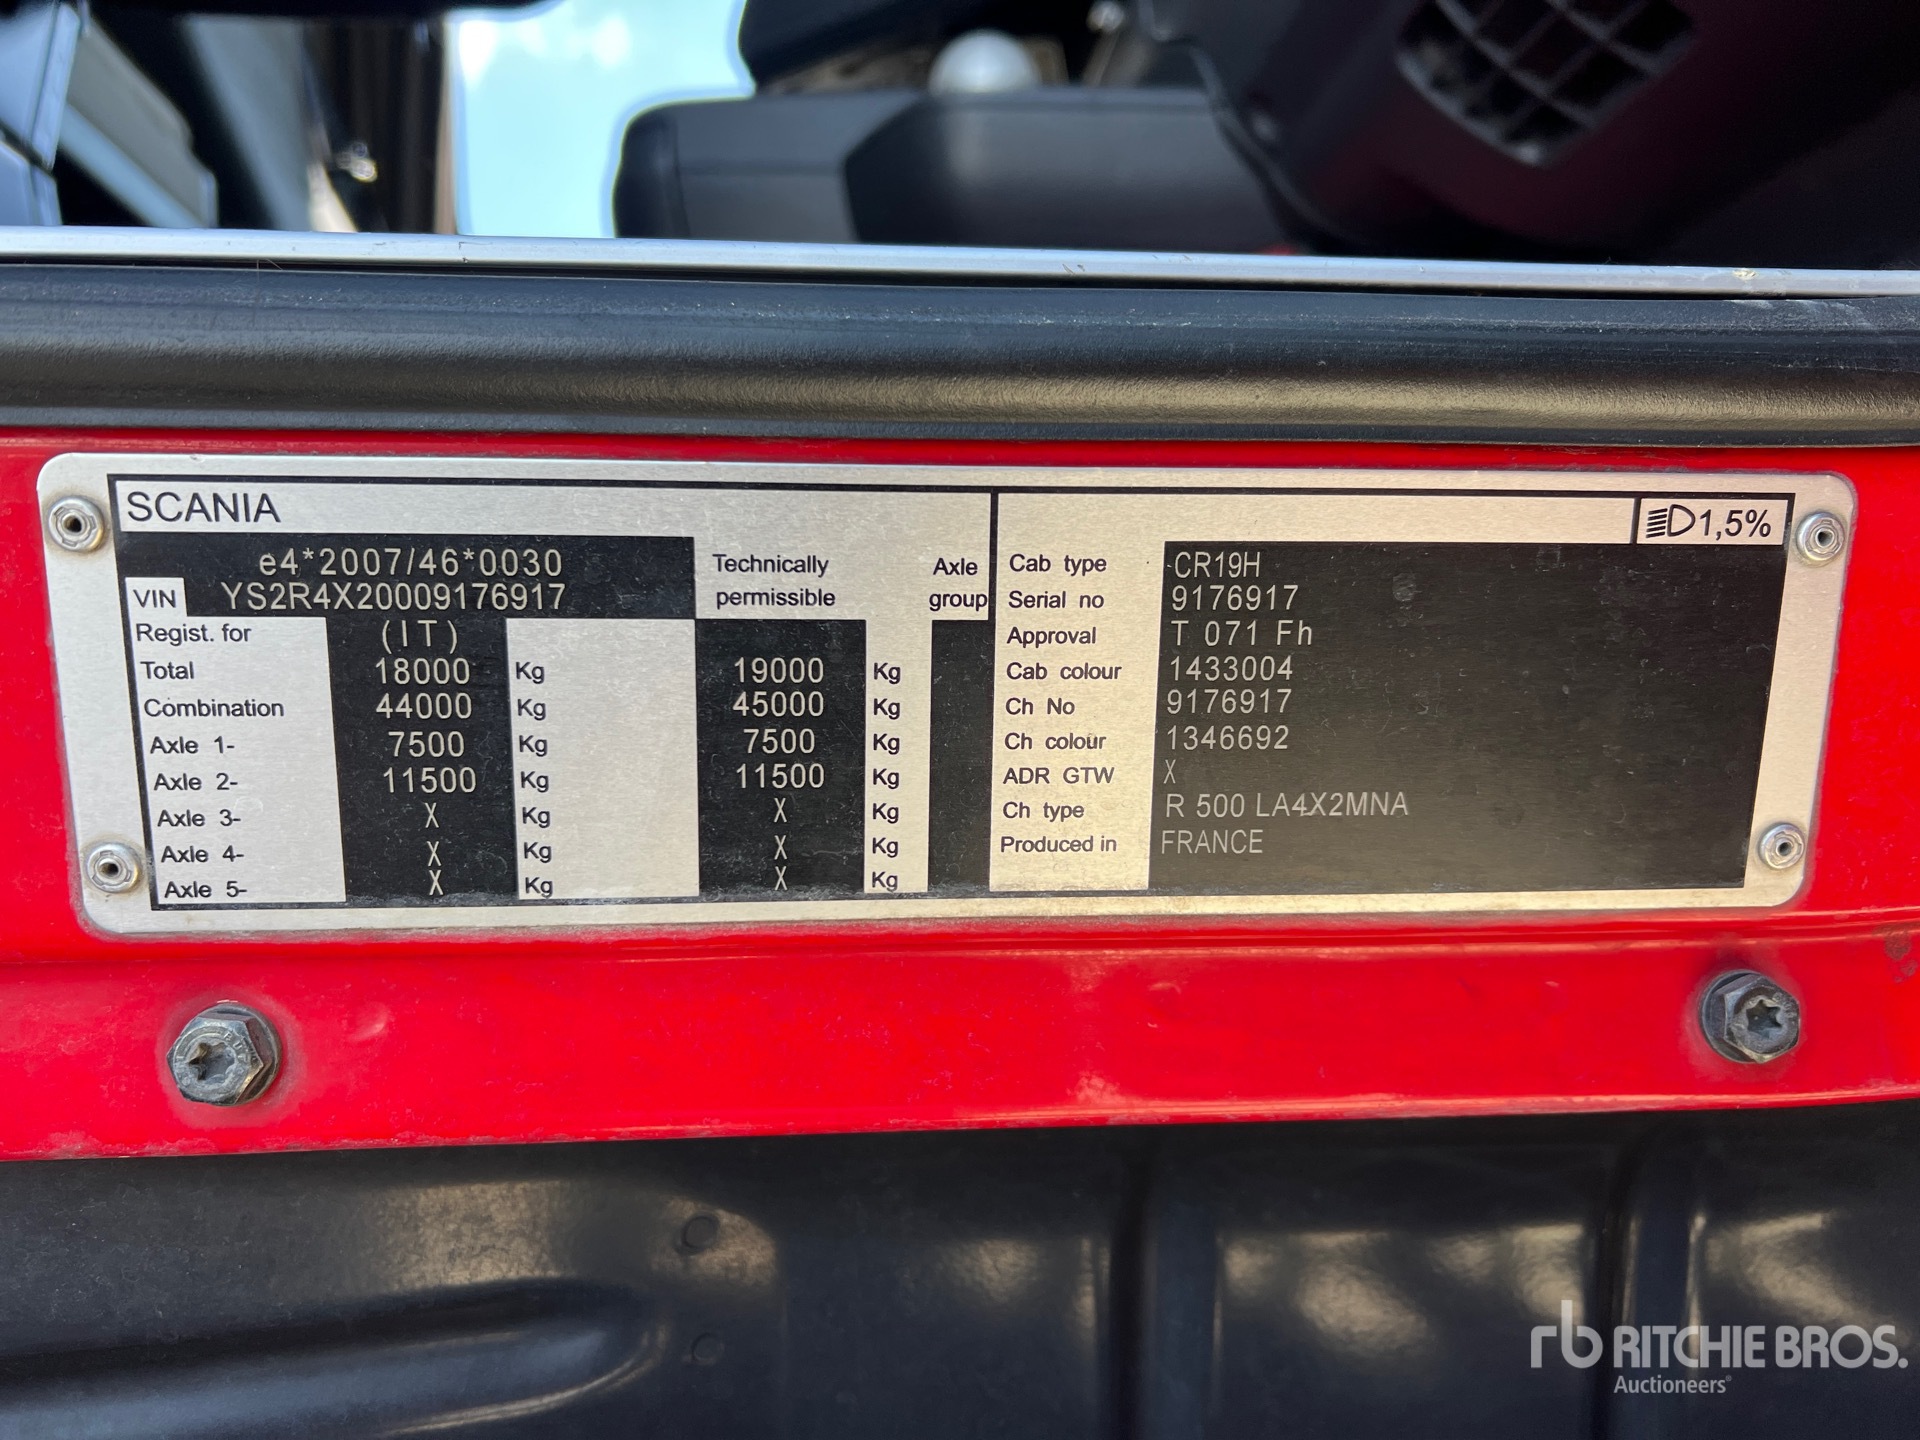 SCANIA
1,5%
e4*2007/46*0030
VIN YS2R4X20009176917
Technically permissible
Axle group
Regist. for (IT)
Total 18000 Kg 19000 Kg
Combination 44000 Kg 45000 Kg
Axle 1- 7500 Kg 7500 Kg
Axle 2- 11500 Kg 11500 Kg
Axle 3- X Kg X Kg
Axle 4- X Kg X Kg
Axle 5- X Kg X Kg
Cab type CR19H
Serial no 9176917
Approval T 071 Fh
Cab colour 1433004
Ch No 9176917
Ch colour 1346692
ADR GTW X
Ch type R 500 LA4X2MNA
Produced in FRANCE
rb RITCHIE BROS.
Auctioneers®